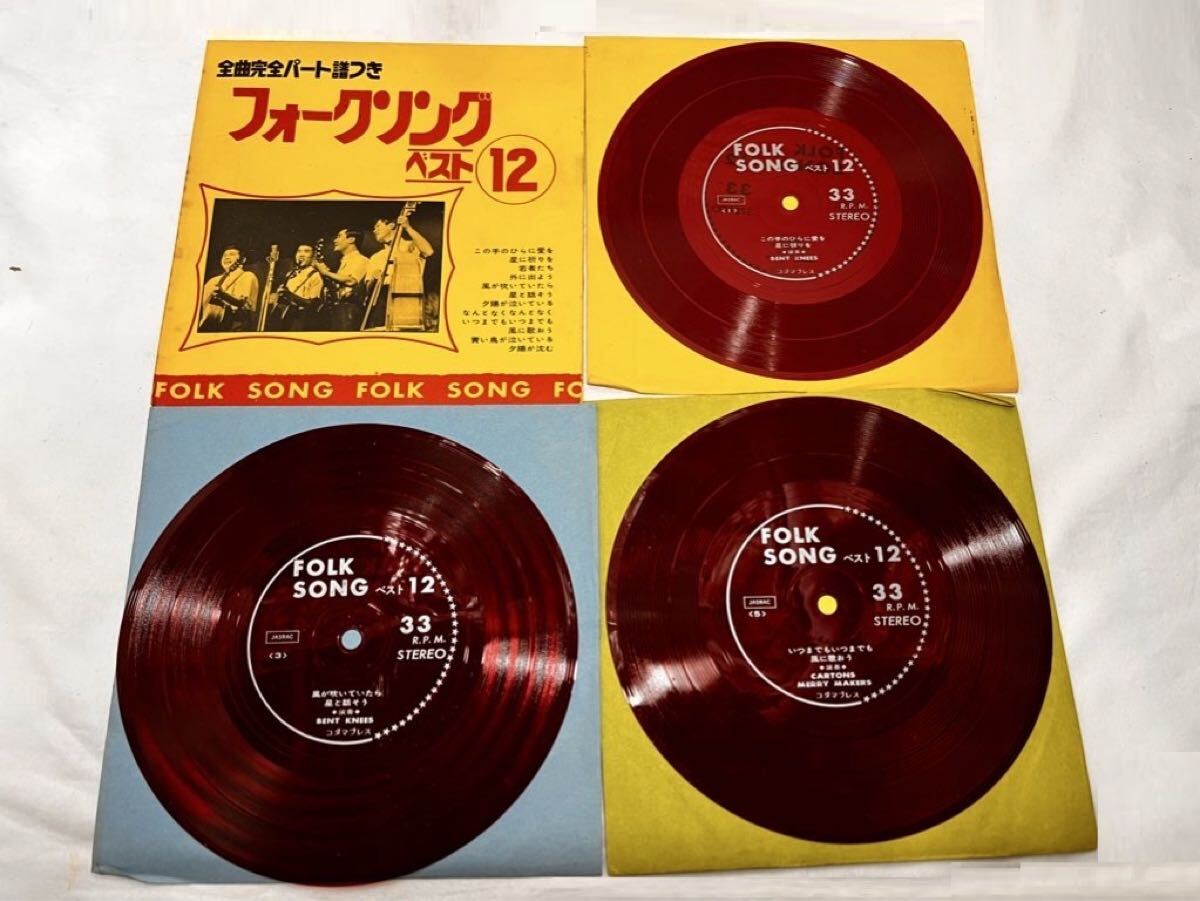 全曲完全パート譜つき
フォークソング
ベスト 12
この手のひらに愛を
星に祈りを
若者たち
外に出よう
風が吹いていたら
星と話そう
夕陽が泣いている
なんとなくなんとなく
いつまでもいつまでも
風に歌おう
青い鳥が泣いている
夕陽が沈む
FOLK SONG FOLK SONG FO
FOLK
SONG ベスト 12
33
R.P.M.
STEREO
JASRAC
この手のひらに愛を
星に祈りを
*演奏*
BENT KNEES
コダマプレス
FOLK
SONG ベスト 12
33
R.P.M.
STEREO
JASRAC
〈3〉
風が吹いていたら
星と話そう
*演奏*
BENT KNEES
コダマプレス
FOLK
SONG ベスト 12
33
R.P.M.
STEREO
JASRAC
〈5〉
いつまでもいつまでも
風に歌おう
*演奏*
CARTONS
MERRY MAKERS
コダマプレス